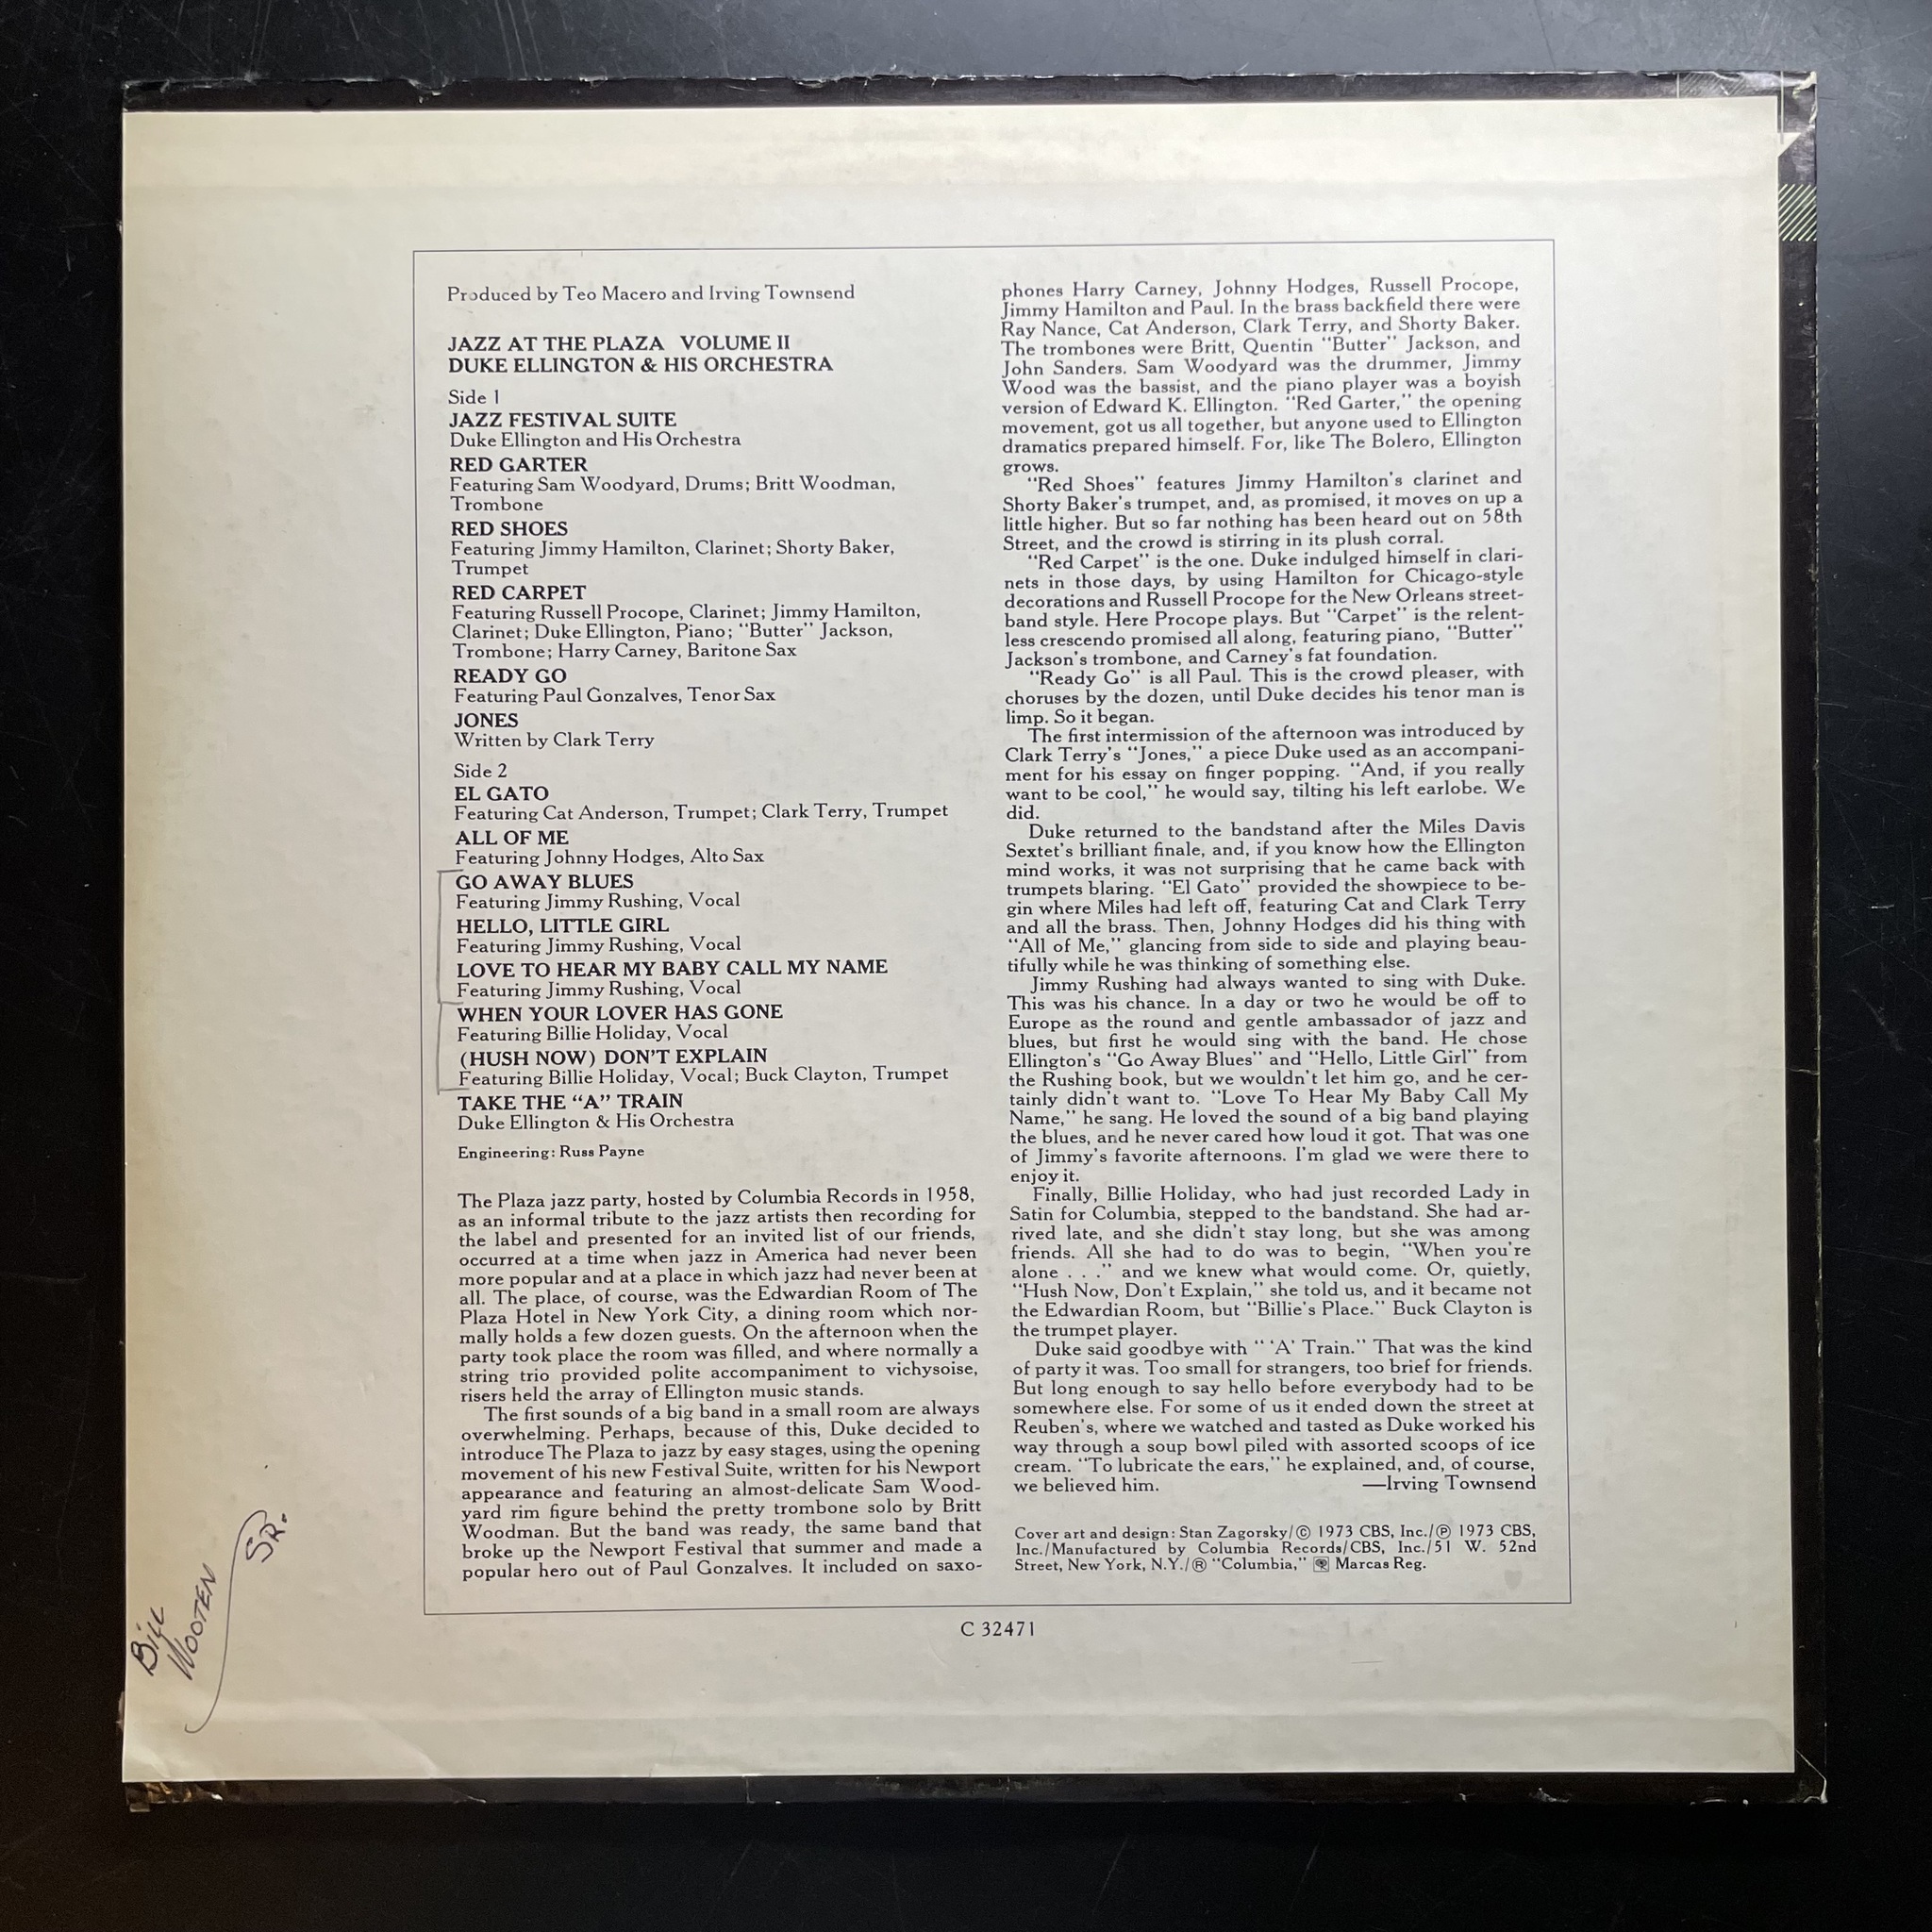 Produced by Teo Macero and Irving Townsend
JAZZ AT THE PLAZA VOLUME II
DUKE ELLINGTON & HIS ORCHESTRA
Side 1
JAZZ FESTIVAL SUITE
Duke Ellington and His Orchestra
RED GARTER
Featuring Sam Woodyard, Drums; Britt Woodman,
Trombone
RED SHOES
Featuring Jimmy Hamilton, Clarinet; Shorty Baker,
Trumpet
RED CARPET
Featuring Russell Procope, Clarinet; Jimmy Hamilton,
Clarinet; Duke Ellington, Piano; "Butter" Jackson,
Trombone; Harry Carney, Baritone Sax
READY GO
Featuring Paul Gonzalves, Tenor Sax
JONES
Written by Clark Terry
Side 2
EL GATO
Featuring Cat Anderson, Trumpet; Clark Terry, Trumpet
ALL OF ME
Featuring Johnny Hodges, Alto Sax
GO AWAY BLUES
Featuring Jimmy Rushing, Vocal
HELLO, LITTLE GIRL
Featuring Jimmy Rushing, Vocal
LOVE TO HEAR MY BABY CALL MY NAME
Featuring Jimmy Rushing, Vocal
WHEN YOUR LOVER HAS GONE
Featuring Billie Holiday, Vocal
(HUSH NOW) DON'T EXPLAIN
Featuring Billie Holiday, Vocal; Buck Clayton, Trumpet
TAKE THE "A" TRAIN
Duke Ellington & His Orchestra
Engineering: Russ Payne
The Plaza jazz party, hosted by Columbia Records in 1958,
as an informal tribute to the jazz artists then recording for
the label and presented for an invited list of our friends,
occurred at a time when jazz in America had never been
more popular and at a place in which jazz had never been at
all. The place, of course, was the Edwardian Room of The
Plaza Hotel in New York City, a dining room which nor-
mally holds a few dozen guests. On the afternoon when the
party took place the room was filled, and where normally a
string trio provided polite accompaniment to vichysoise,
risers held the array of Ellington music stands.
The first sounds of a big band in a small room are always
overwhelming. Perhaps, because of this, Duke decided to
introduce The Plaza to jazz by easy stages, using the opening
movement of his new Festival Suite, written for his Newport
appearance and featuring an almost-delicate Sam Wood-
yard rim figure behind the pretty trombone solo by Britt
Woodman. But the band was ready, the same band that
broke up the Newport Festival that summer and made a
popular hero out of Paul Gonzalves. It included on saxo-
phones Harry Carney, Johnny Hodges, Russell Procope,
Jimmy Hamilton and Paul. In the brass backfield there were
Ray Nance, Cat Anderson, Clark Terry, and Shorty Baker.
The trombones were Britt, Quentin "Butter" Jackson, and
John Sanders. Sam Woodyard was the drummer, Jimmy
Wood was the bassist, and the piano player was a boyish
version of Edward K. Ellington. "Red Garter," the opening
movement, got us all together, but anyone used to Ellington
dramatics prepared himself. For, like The Bolero, Ellington
grows.
"Red Shoes" features Jimmy Hamilton's clarinet and
Shorty Baker's trumpet, and, as promised, it moves on up a
little higher. But so far nothing has been heard out on 58th
Street, and the crowd is stirring in its plush corral.
"Red Carpet" is the one. Duke indulged himself in clari-
nets in those days, by using Hamilton for Chicago-style
decorations and Russell Procope for the New Orleans street-
band style. Here Procope plays. But "Carpet" is the relent-
less crescendo promised all along, featuring piano, "Butter"
Jackson's trombone, and Carney's fat foundation.
"Ready Go" is all Paul. This is the crowd pleaser, with
choruses by the dozen, until Duke decides his tenor man is
limp. So it began.
The first intermission of the afternoon was introduced by
Clark Terry's "Jones," a piece Duke used as an accompani-
ment for his essay on finger popping. "And, if you really
want to be cool," he would say, tilting his left earlobe. We
did.
Duke returned to the bandstand after the Miles Davis
Sextet's brilliant finale, and, if you know how the Ellington
mind works, it was not surprising that he came back with
trumpets blaring. "El Gato" provided the showpiece to be-
gin where Miles had left off, featuring Cat and Clark Terry
and all the brass. Then, Johnny Hodges did his thing with
"All of Me," glancing from side to side and playing beau-
tifully while he was thinking of something else.
Jimmy Rushing had always wanted to sing with Duke.
This was his chance. In a day or two he would be off to
Europe as the round and gentle ambassador of jazz and
blues, but first he would sing with the band. He chose
Ellington's "Go Away Blues" and "Hello, Little Girl" from
the Rushing book, but we wouldn't let him go, and he cer-
tainly didn't want to. "Love To Hear My Baby Call My
Name," he sang. He loved the sound of a big band playing
the blues, and he never cared how loud it got. That was one
of Jimmy's favorite afternoons. I'm glad we were there to
enjoy it.
Finally, Billie Holiday, who had just recorded Lady in
Satin for Columbia, stepped to the bandstand. She had ar-
rived late, and she didn't stay long, but she was among
friends. All she had to do was to begin, "When you're
alone . . ." and we knew what would come. Or, quietly,
"Hush Now, Don't Explain," she told us, and it became not
the Edwardian Room, but "Billie's Place." Buck Clayton is
the trumpet player.
Duke said goodbye with " 'A' Train." That was the kind
of party it was. Too small for strangers, too brief for friends.
But long enough to say hello before everybody had to be
somewhere else. For some of us it ended down the street at
Reuben's, where we watched and tasted as Duke worked his
way through a soup bowl piled with assorted scoops of ice
cream. "To lubricate the ears," he explained, and, of course,
we believed him. —Irving Townsend
Cover art and design: Stan Zagorsky/© 1973 CBS, Inc./℗ 1973 CBS,
Inc./Manufactured by Columbia Records/CBS, Inc./51 W. 52nd
Street, New York, N.Y./® "Columbia," Marcas Reg.
C 32471
Bill
Wooten
SR.